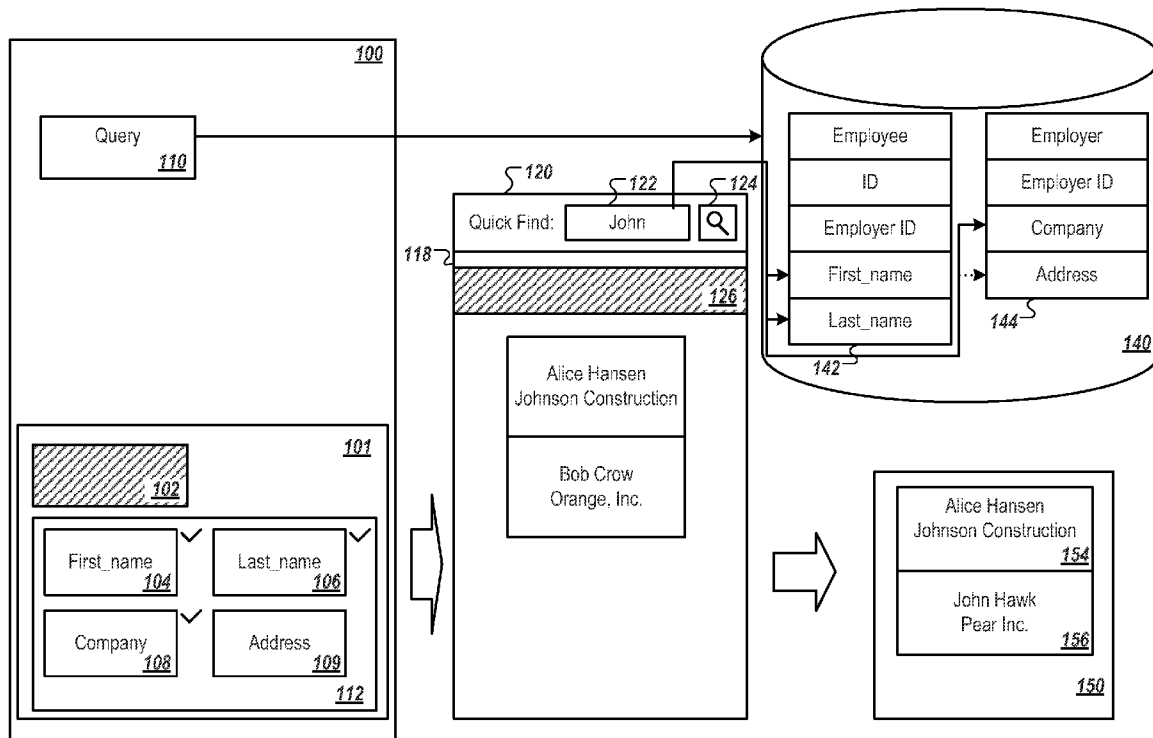 100
Query
110
101
102
First_name
104
Last_name
106
Company
108
Address
109
112
120
122
124
Quick Find:
John
118
126
Alice Hansen
Johnson Construction
Bob Crow
Orange, Inc.
Employee
ID
Employer ID
First_name
Last_name
142
Employer
Employer ID
Company
Address
144
140
Alice Hansen
Johnson Construction
154
John Hawk
Pear Inc.
156
150